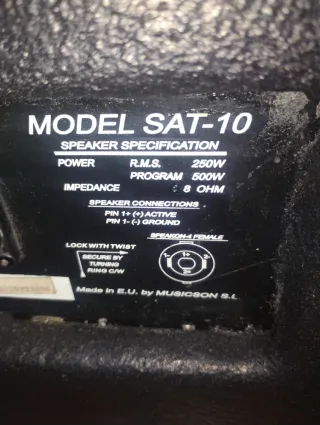 MODEL SAT-10
SPEAKER SPECIFICATION
POWER R.M.S. 250W
PROGRAM 500W
IMPEDANCE : 8 OHM
SPEAKER CONNECTIONS
PIN 1+ (+) ACTIVE
PIN 1- (-) GROUND
LOCK WITH TWIST
SECURE BY
TURNING
RING C/W
SPEAKON-4 FEMALE
1+
Made in E.U. by MUSICSON S.L